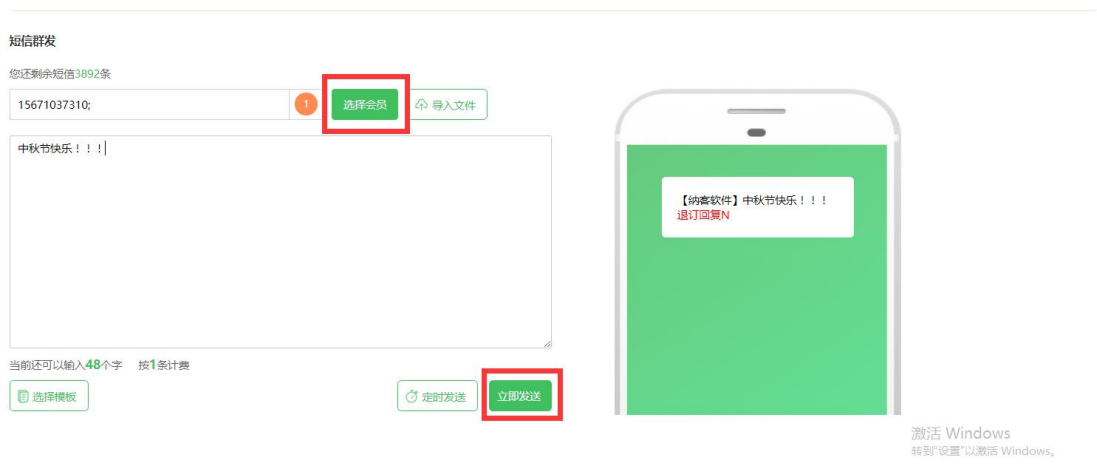 短信群发
您还剩余短信3892条
15671037310;
1
选择会员
导入文件
中秋节快乐！！！
当前还可以输入48个字 按1条计费
选择模板
定时发送
立即发送
【纳客软件】中秋节快乐！！！
退订回复N
激活 Windows
转到"设置"以激活 Windows。